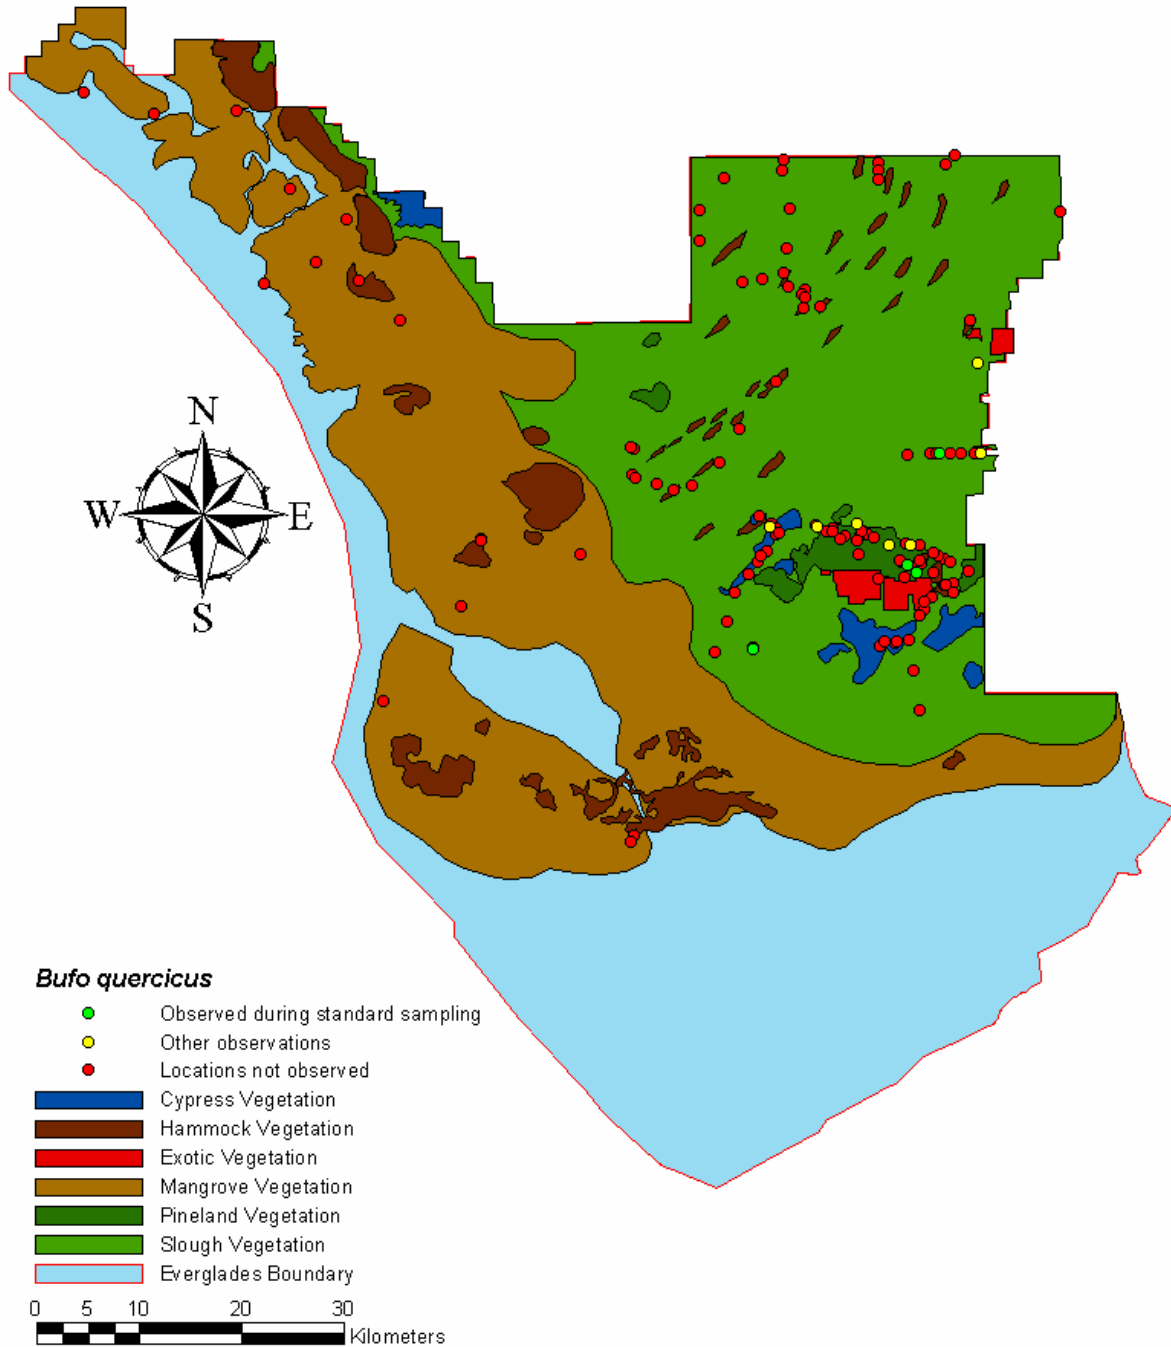 N
W E
S
Bufo quercicus
Observed during standard sampling
Other observations
Locations not observed
Cypress Vegetation
Hammock Vegetation
Exotic Vegetation
Mangrove Vegetation
Pineland Vegetation
Slough Vegetation
Everglades Boundary
0 5 10 20 30
Kilometers